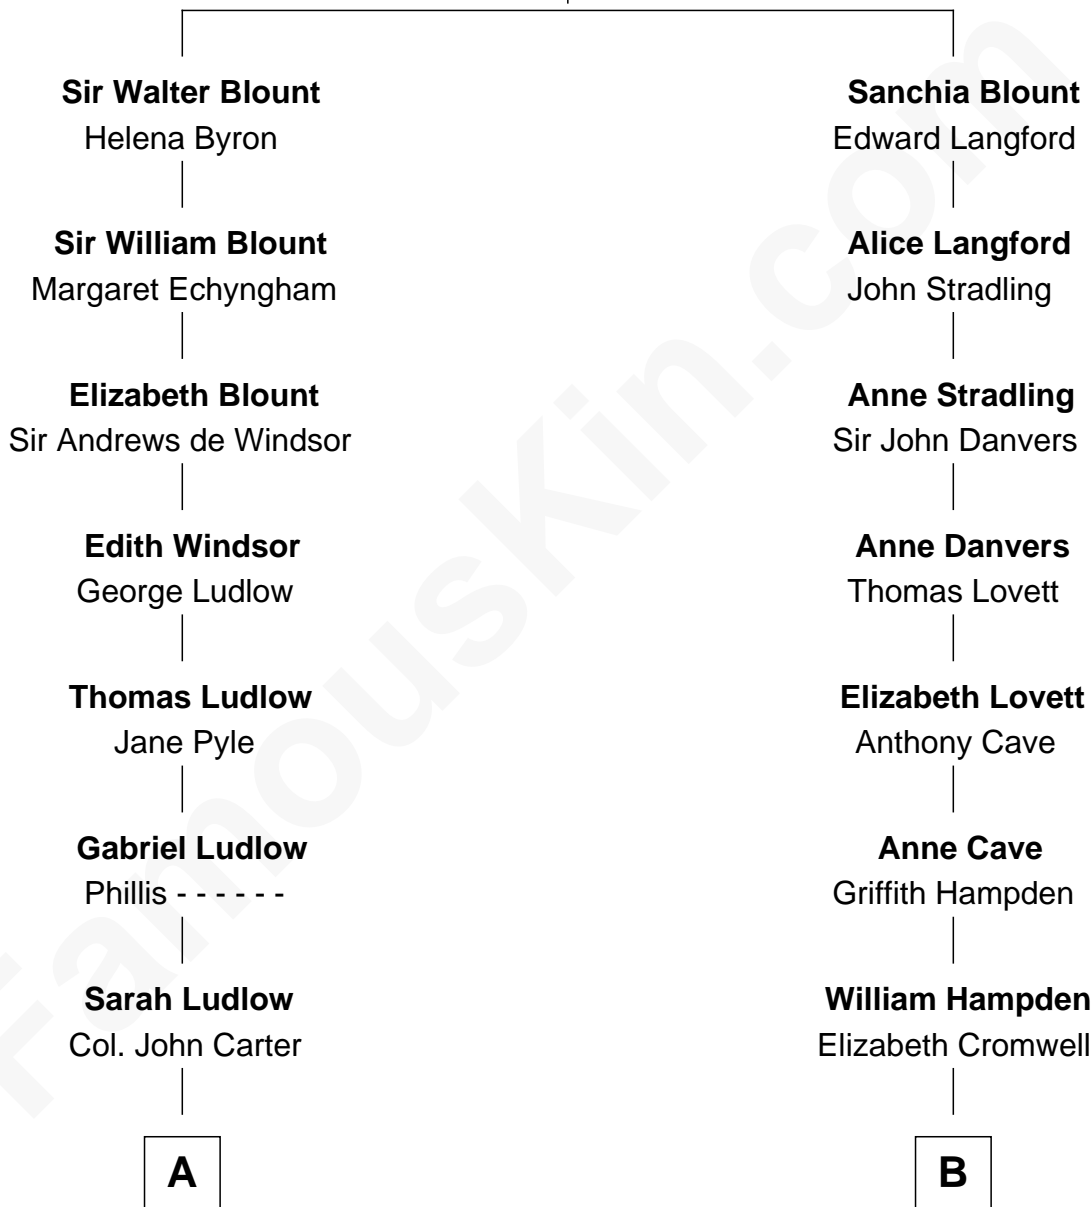 Sir Walter Blount
Helena Byron
Sir William Blount
Margaret Echyngham
Elizabeth Blount
Sir Andrews de Windsor
Edith Windsor
George Ludlow
Thomas Ludlow
Jane Pyle
Gabriel Ludlow
Phillis - - - - - -
Sarah Ludlow
Col. John Carter
A
Sanchia Blount
Edward Langford
Alice Langford
John Stradling
Anne Stradling
Sir John Danvers
Anne Danvers
Thomas Lovett
Elizabeth Lovett
Anthony Cave
Anne Cave
Griffith Hampden
William Hampden
Elizabeth Cromwell
B
FamousKin.com